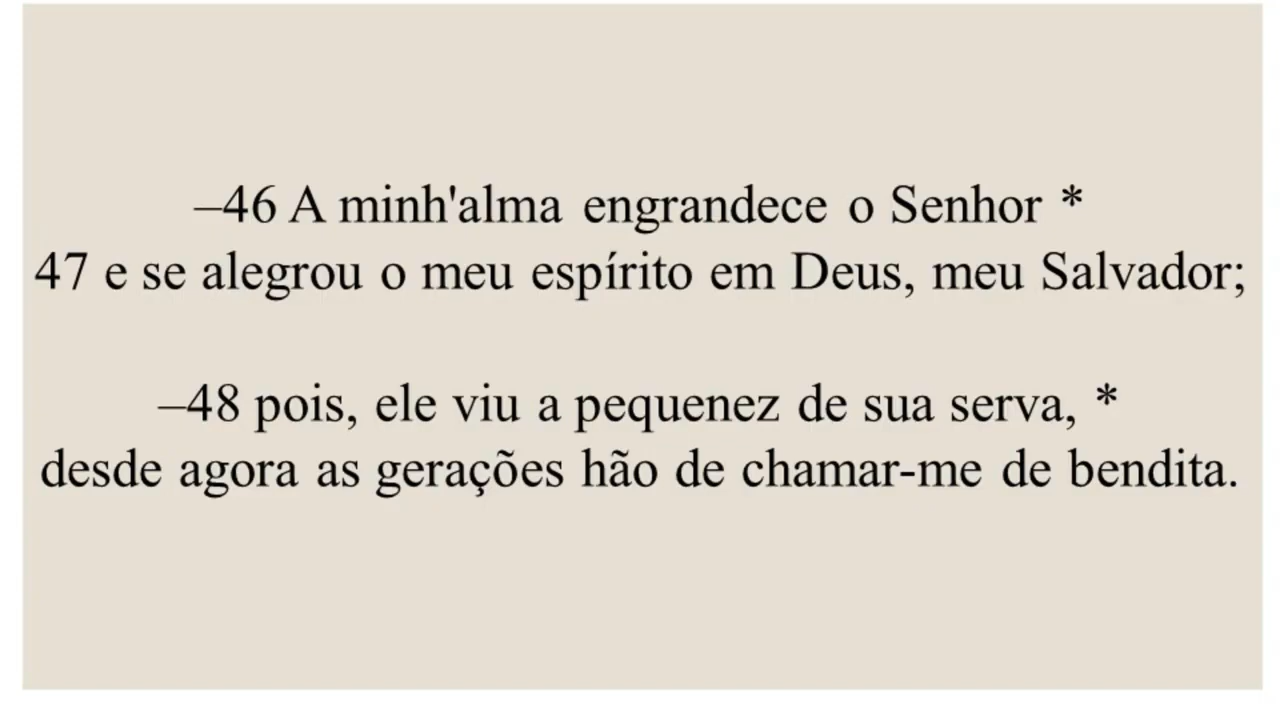 –46 A minh'alma engrandece o Senhor *
47 e se alegrou o meu espírito em Deus, meu Salvador;
–48 pois, ele viu a pequenez de sua serva, *
desde agora as gerações hão de chamar-me de bendita.